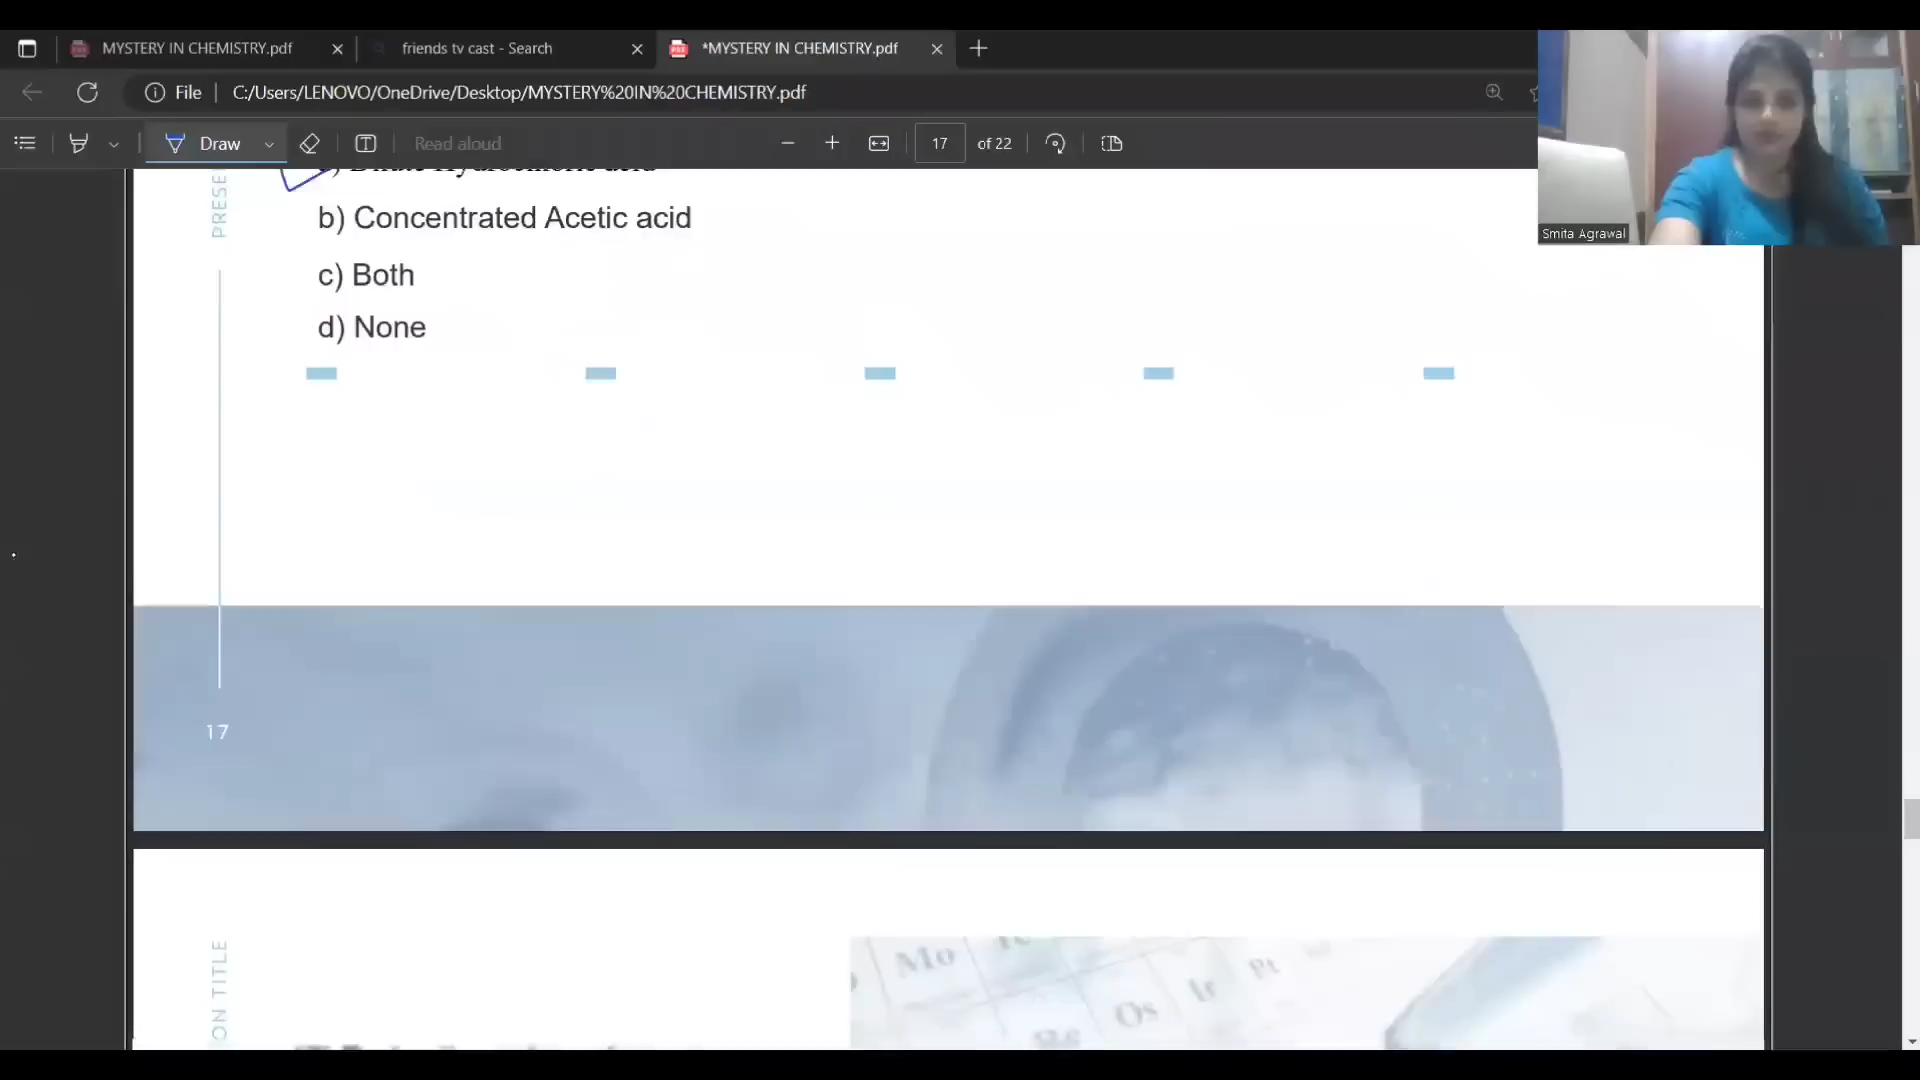 MYSTERY IN CHEMISTRY.pdf
friends tv cast - Search
*MYSTERY IN CHEMISTRY.pdf
File
C:/Users/LENOVO/OneDrive/Desktop/MYSTERY%20IN%20CHEMISTRY.pdf
Draw
Read aloud
17
of 22
Smita Agrawal
PRESE
b) Concentrated Acetic acid
c) Both
d) None
17
ON TITLE
Mo
Os
Ir
Pt